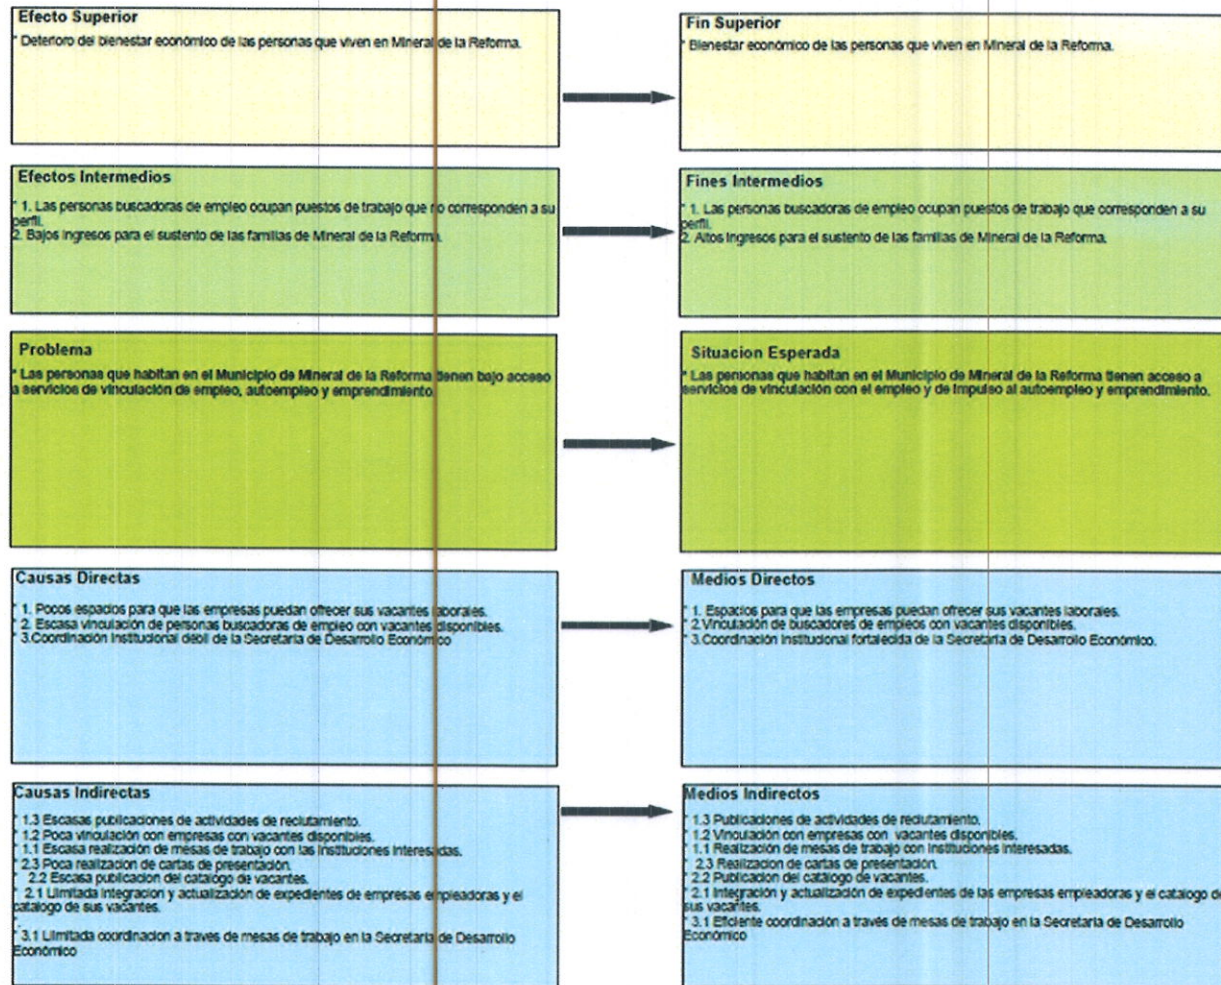 Efecto Superior
* Deterioro del bienestar económico de las personas que viven en Mineral de la Reforma.
Fin Superior
* Bienestar económico de las personas que viven en Mineral de la Reforma.
Efectos Intermedios
* 1. Las personas buscadoras de empleo ocupan puestos de trabajo que no corresponden a su
perfil.
2. Bajos ingresos para el sustento de las familias de Mineral de la Reforma.
Fines Intermedios
* 1. Las personas buscadoras de empleo ocupan puestos de trabajo que corresponden a su
perfil.
2. Altos ingresos para el sustento de las familias de Mineral de la Reforma.
Problema
* Las personas que habitan en el Municipio de Mineral de la Reforma tienen bajo acceso
a servicios de vinculación de empleo, autoempleo y emprendimiento.
Situacion Esperada
* Las personas que habitan en el Municipio de Mineral de la Reforma tienen acceso a
servicios de vinculación con el empleo y de impulso al autoempleo y emprendimiento.
Causas Directas
* 1. Pocos espacios para que las empresas puedan ofrecer sus vacantes laborales.
* 2. Escasa vinculación de personas buscadoras de empleo con vacantes disponibles.
* 3.Coordinación institucional débil de la Secretaria de Desarrollo Económico
Medios Directos
* 1. Espacios para que las empresas puedan ofrecer sus vacantes laborales.
* 2.Vinculación de buscadores de empleos con vacantes disponibles.
* 3.Coordinación institucional fortalecida de la Secretaria de Desarrollo Económico.
Causas Indirectas
* 1.3 Escasas publicaciones de actividades de reclutamiento.
* 1.2 Poca vinculación con empresas con vacantes disponibles.
* 1.1 Escasa realización de mesas de trabajo con las instituciones interesadas.
* 2.3 Poca realizacion de cartas de presentación.
* 2.2 Escasa publicacion del catalogo de vacantes.
* 2.1 Limitada integracion y actualización de expedientes de empresas empleadoras y el
catalogo de sus vacantes.
* 3.1 Llimitada coordinacion a traves de mesas de trabajo en la Secretaria de Desarrollo
Económico
Medios Indirectos
* 1.3 Publicaciones de actividades de reclutamiento.
* 1.2 Vinculación con empresas con vacantes disponibles.
* 1.1 Realización de mesas de trabajo con instituciones interesadas.
* 2.3 Realizacion de cartas de presentación.
* 2.2 Publicacion del catálogo de vacantes.
* 2.1 Integración y actualización de expedientes de las empresas empleadoras y el catalogo de
sus vacantes.
* 3.1 Eficiente coordinación a través de mesas de trabajo en la Secretaria de Desarrollo
Económico